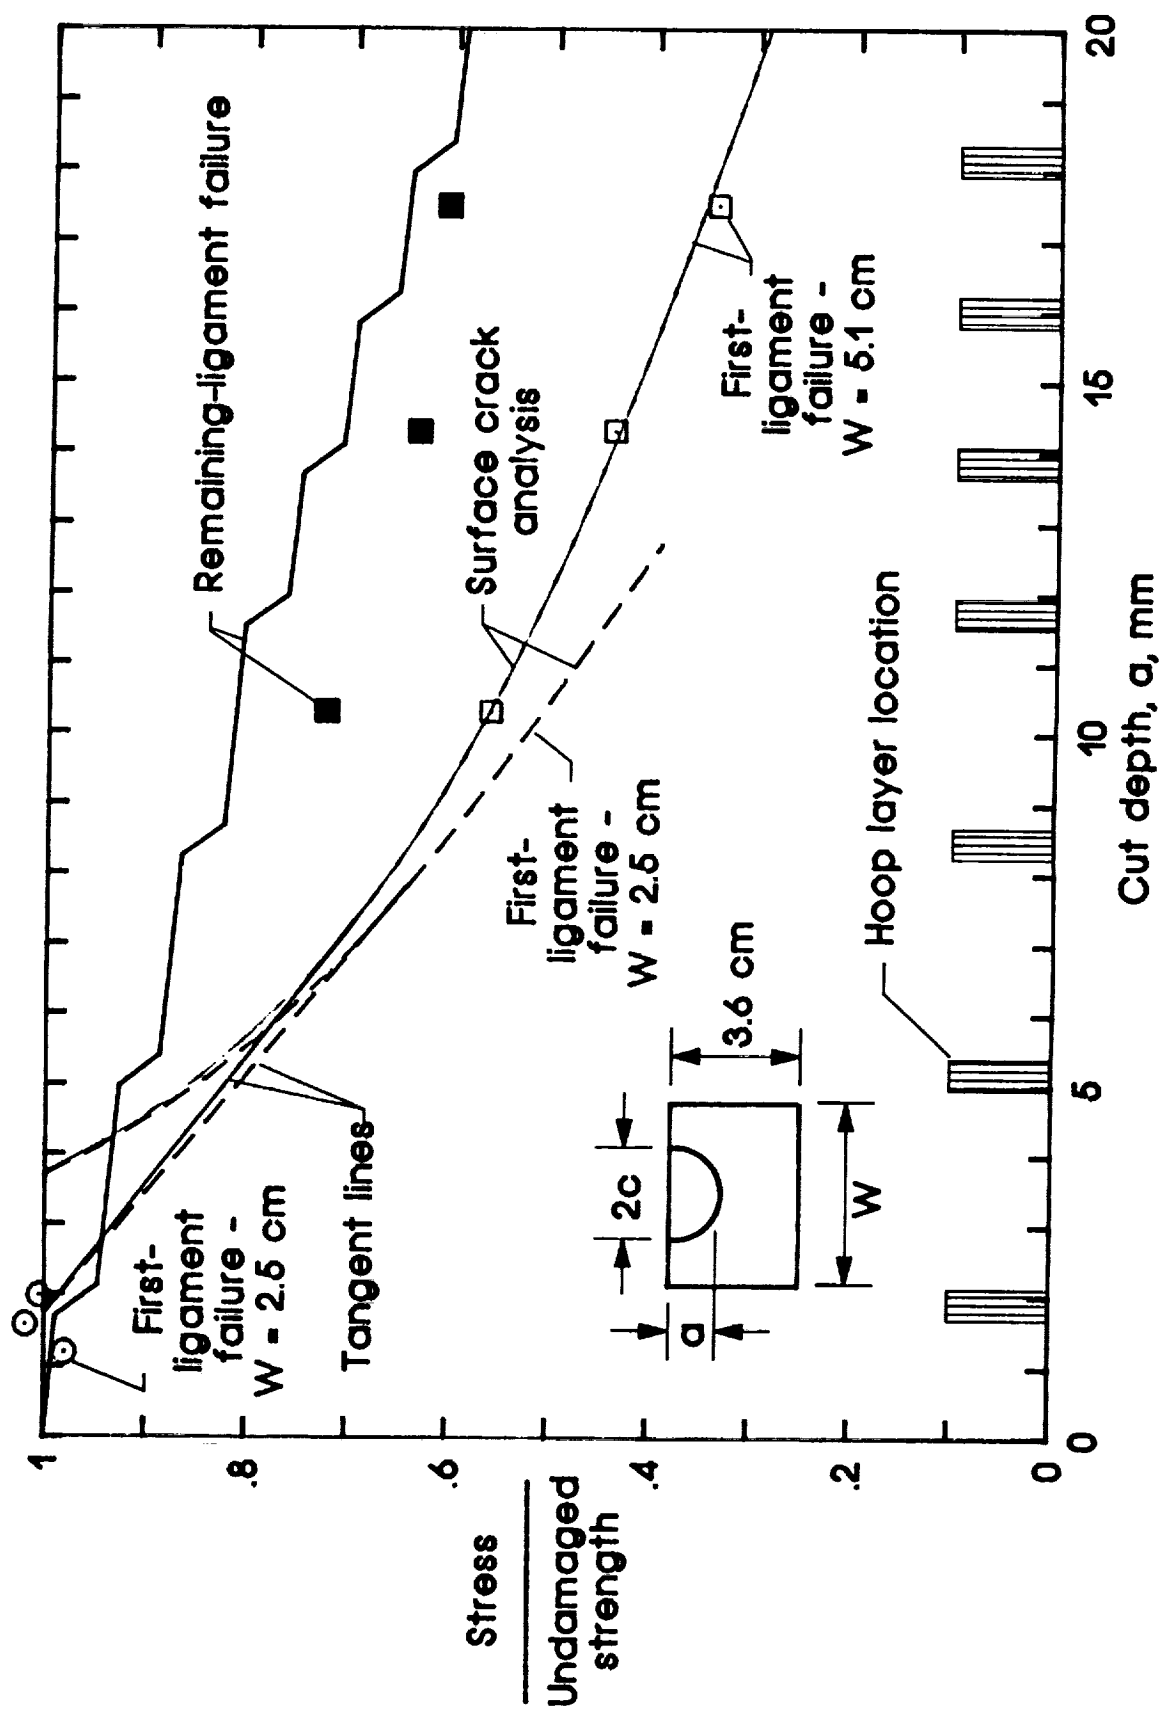 Stress
Undamaged
strength
1
.8
.6
.4
.2
0
0
5
10
15
20
Cut depth, a, mm
First-
ligament
failure -
W = 2.5 cm
Tangent lines
Remaining-ligament failure
Surface crack
analysis
First-
ligament
failure -
W = 2.5 cm
First-
ligament
failure -
W = 5.1 cm
Hoop layer location
2c
a
W
3.6 cm